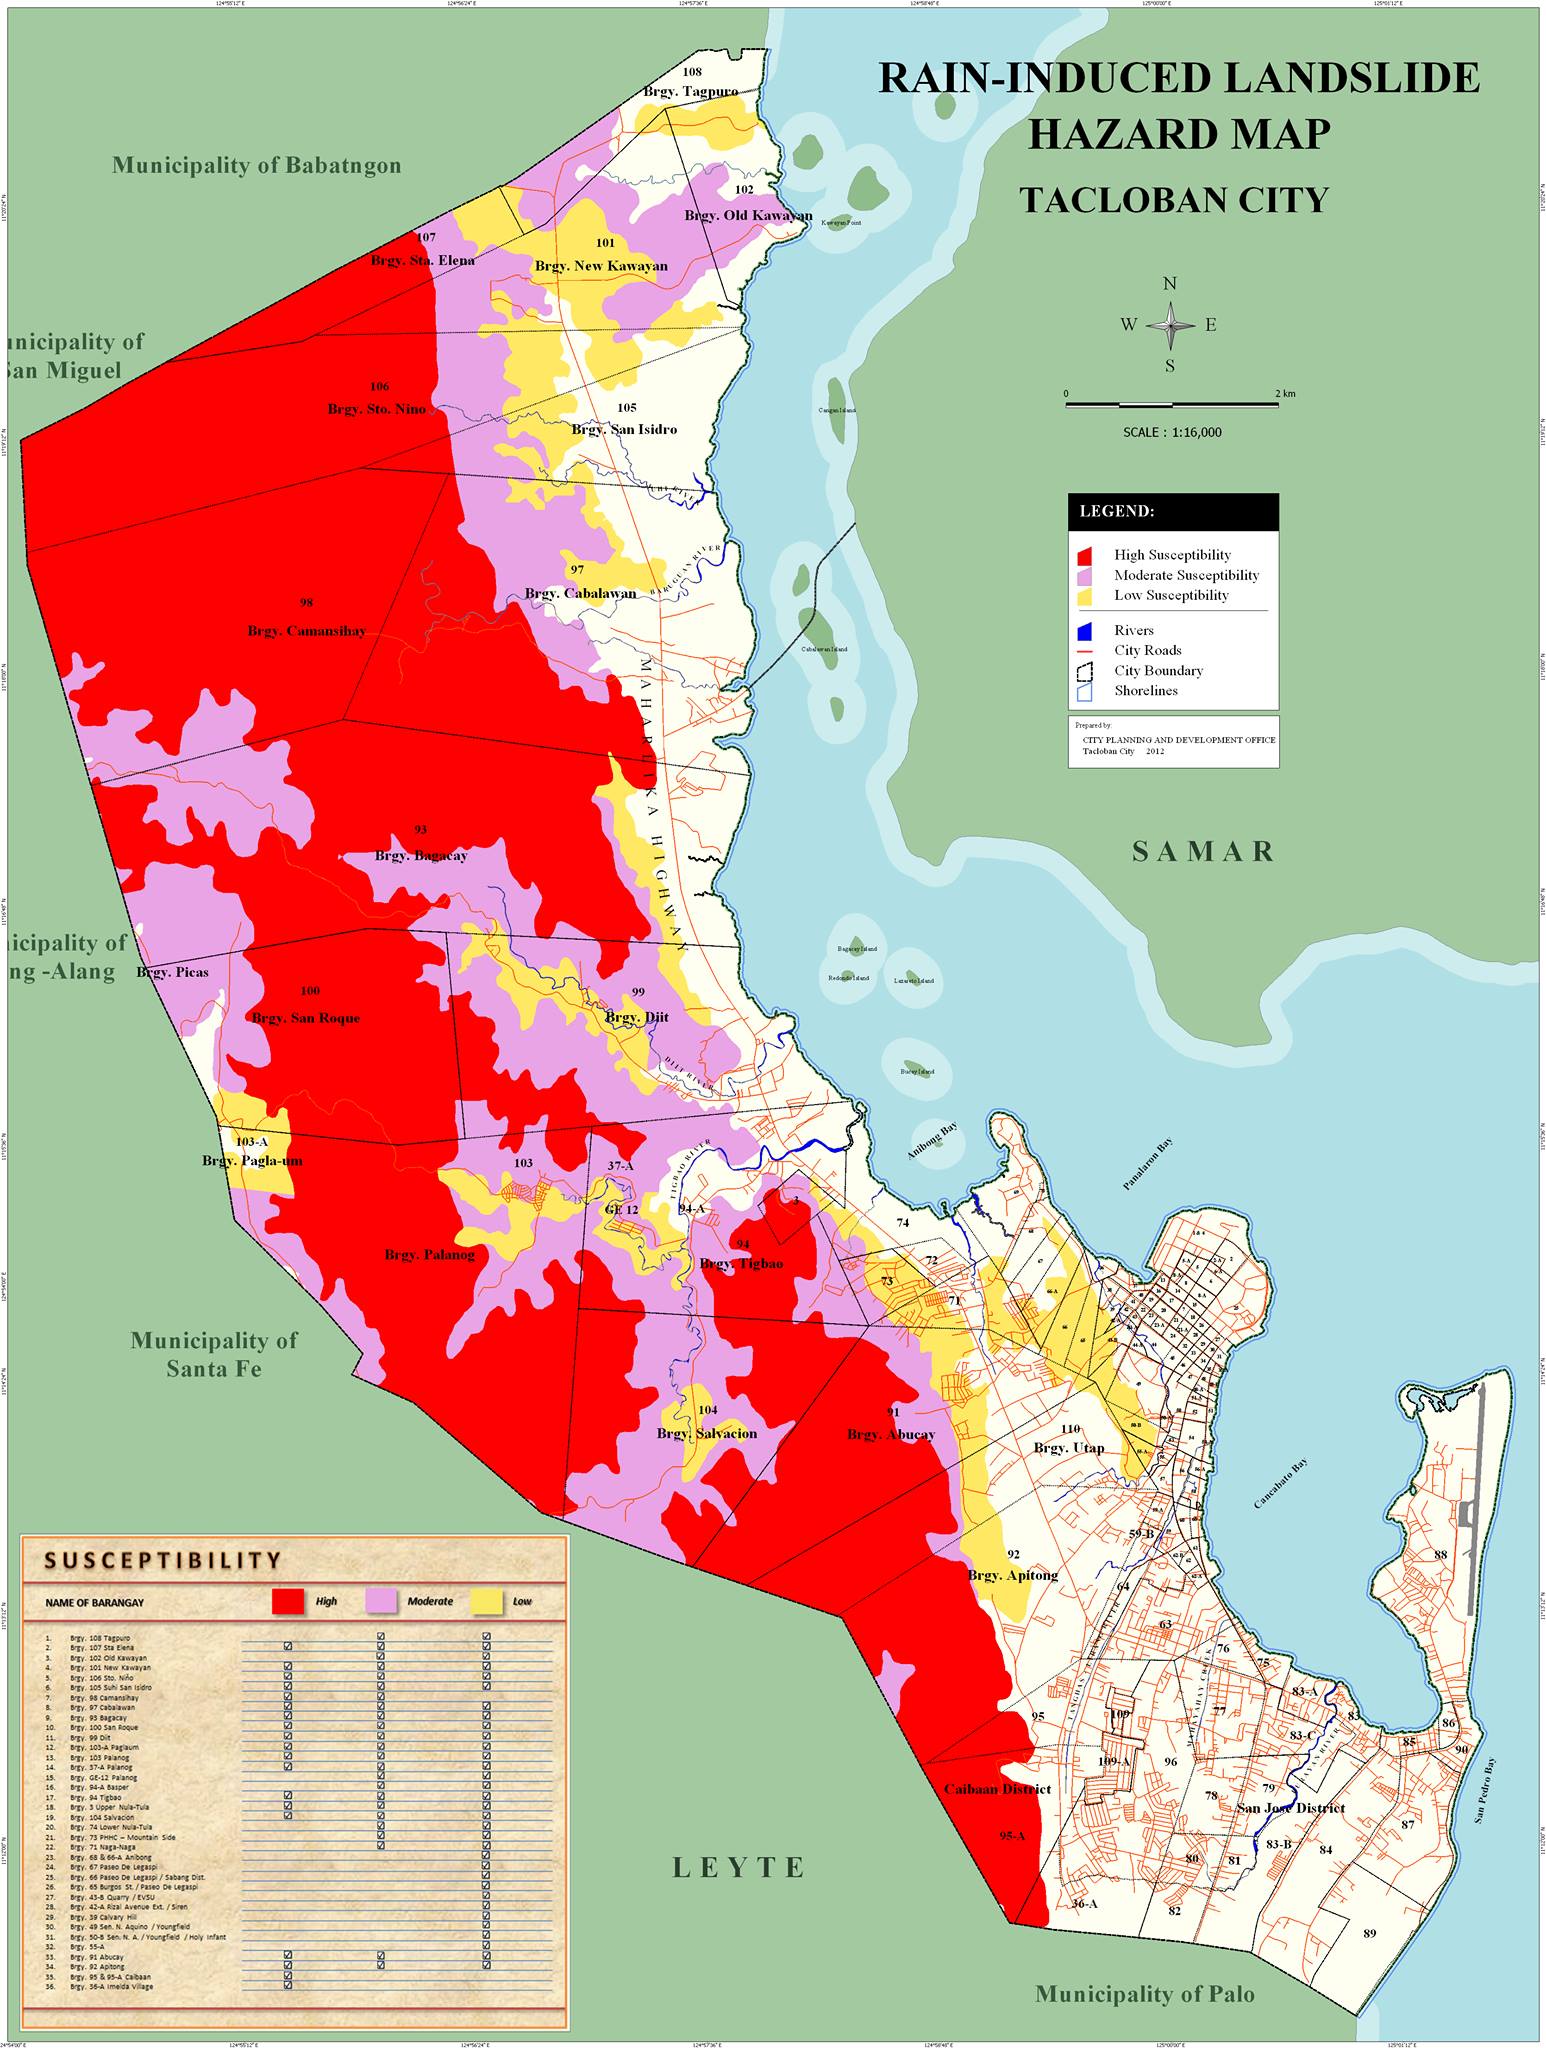 RAIN-INDUCED LANDSLIDE
HAZARD MAP
TACLOBAN CITY
N
W E
S
0 2 km
SCALE : 1:16,000
LEGEND:
High Susceptibility
Moderate Susceptibility
Low Susceptibility
Rivers
City Roads
City Boundary
Shorelines
Prepared by:
CITY PLANNING AND DEVELOPMENT OFFICE
Tacloban City 2012
Municipality of Babatngon
unicipality of
San Miguel
nicipality of
ng -Alang
Municipality of
Santa Fe
LEYTE
SAMAR
Municipality of Palo
108
Brgy. Tagpuro
102
Brgy. Old Kawayan
107
Brgy. Sta. Elena
101
Brgy. New Kawayan
106
Brgy. Sto. Nino
105
Brgy. San Isidro
97
Brgy. Cabalawan
98
Brgy. Camansihay
93
Brgy. Bagacay
Brgy. Picas
100
Brgy. San Roque
99
Brgy. Diit
103-A
Brgy. Pagla-um
103
Brgy. Palanog
37-A
GE 12
94-A
94
Brgy. Tigbao
3
74
72
73
71
104
Brgy. Salvacion
91
Brgy. Abucay
110
Brgy. Utap
92
Brgy. Apitong
59-B
64
63
76
75
95
109
109-A
96
77
78
79
83-A
83
83-C
83-B
Caibaan District
95-A
San Jose District
80
81
82
84
85
86
87
88
89
90
36-A
MAHARLIKA HIGHWAY
BARUGUAN RIVER
DIIT RIVER
TIGBAO RIVER
Kawayan Point
Cangan Island
Cabalawan Island
Bagacay Island
Redondo Island
Lazareto Island
Bucay Island
Anibong Bay
Panalaron Bay
Cancabato Bay
San Pedro Bay
SUSCEPTIBILITY
NAME OF BARANGAY High Moderate Low
1. Brgy. 108 Tagpuro
2. Brgy. 107 Sta Elena
3. Brgy. 102 Old Kawayan
4. Brgy. 101 New Kawayan
5. Brgy. 106 Sto. Niño
6. Brgy. 105 Suhi San Isidro
7. Brgy. 98 Camansihay
8. Brgy. 97 Cabalawan
9. Brgy. 93 Bagacay
10. Brgy. 100 San Roque
11. Brgy. 99 Diit
12. Brgy. 103-A Paglaum
13. Brgy. 103 Palanog
14. Brgy. 37-A Palanog
15. Brgy. GE-12 Palanog
16. Brgy. 94-A Basper
17. Brgy. 94 Tigbao
18. Brgy. 3 Upper Nula-Tula
19. Brgy. 104 Salvacion
20. Brgy. 74 Lower Nula-Tula
21. Brgy. 73 PHHC – Mountain Side
22. Brgy. 71 Naga-Naga
23. Brgy. 68 & 66-A Anibong
24. Brgy. 67 Paseo De Legaspi
25. Brgy. 66 Paseo De Legaspi / Sabang Dist.
26. Brgy. 65 Burgos St. / Paseo De Legaspi
27. Brgy. 43-B Quarry / EVSU
28. Brgy. 42-A Rizal Avenue Ext. / Siren
29. Brgy. 39 Calvary Hill
30. Brgy. 49 Sen. N. Aquino / Youngfield
31. Brgy. 50-B Sen. N. A. / Youngfield / Holy Infant
32. Brgy. 55-A
33. Brgy. 91 Abucay
34. Brgy. 92 Apitong
35. Brgy. 95 & 95-A Caibaan
36. Brgy. 36-A Imelda Village